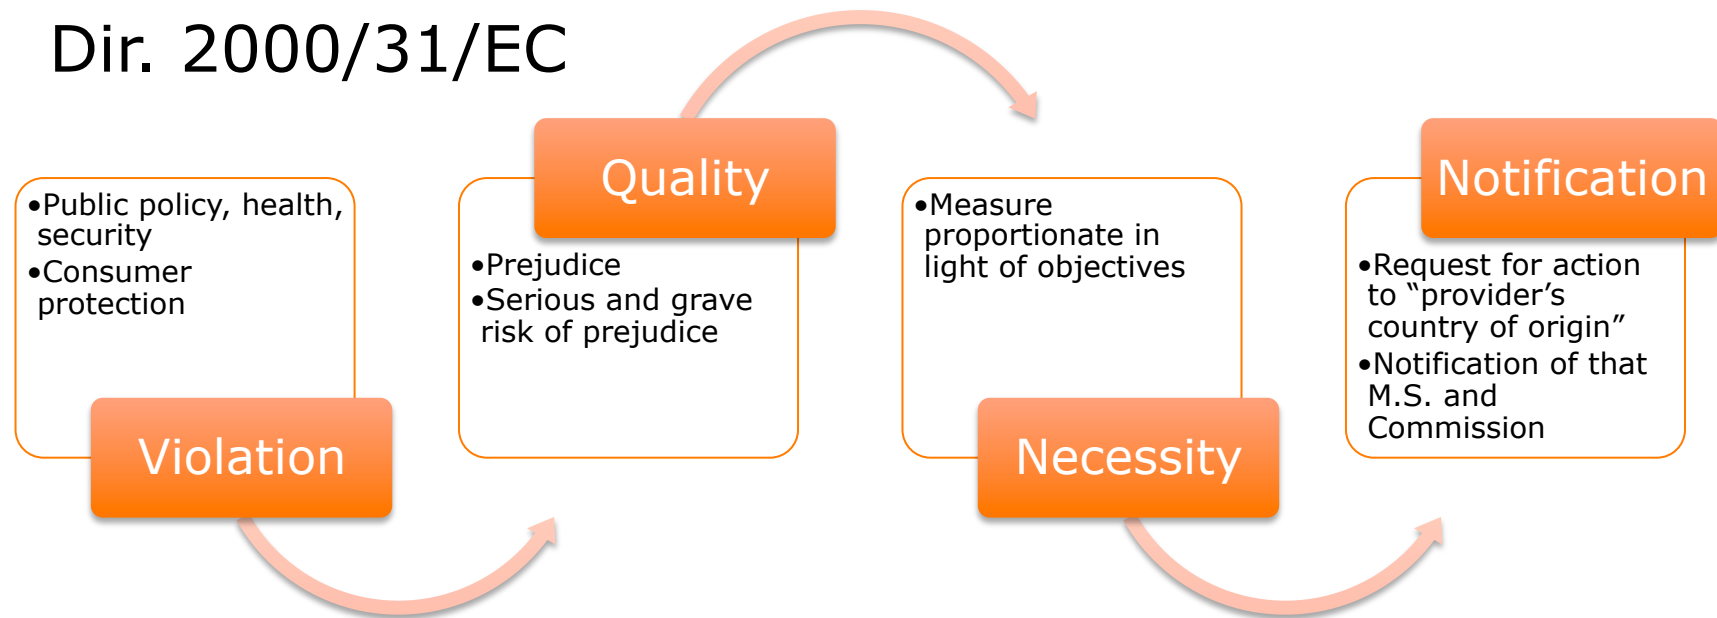 Dir. 2000/31/EC
•Public policy, health,
security
•Consumer
protection
Violation
Quality
•Prejudice
•Serious and grave
risk of prejudice
•Measure
proportionate in
light of objectives
Necessity
Notification
•Request for action
to “provider’s
country of origin”
•Notification of that
M.S. and
Commission